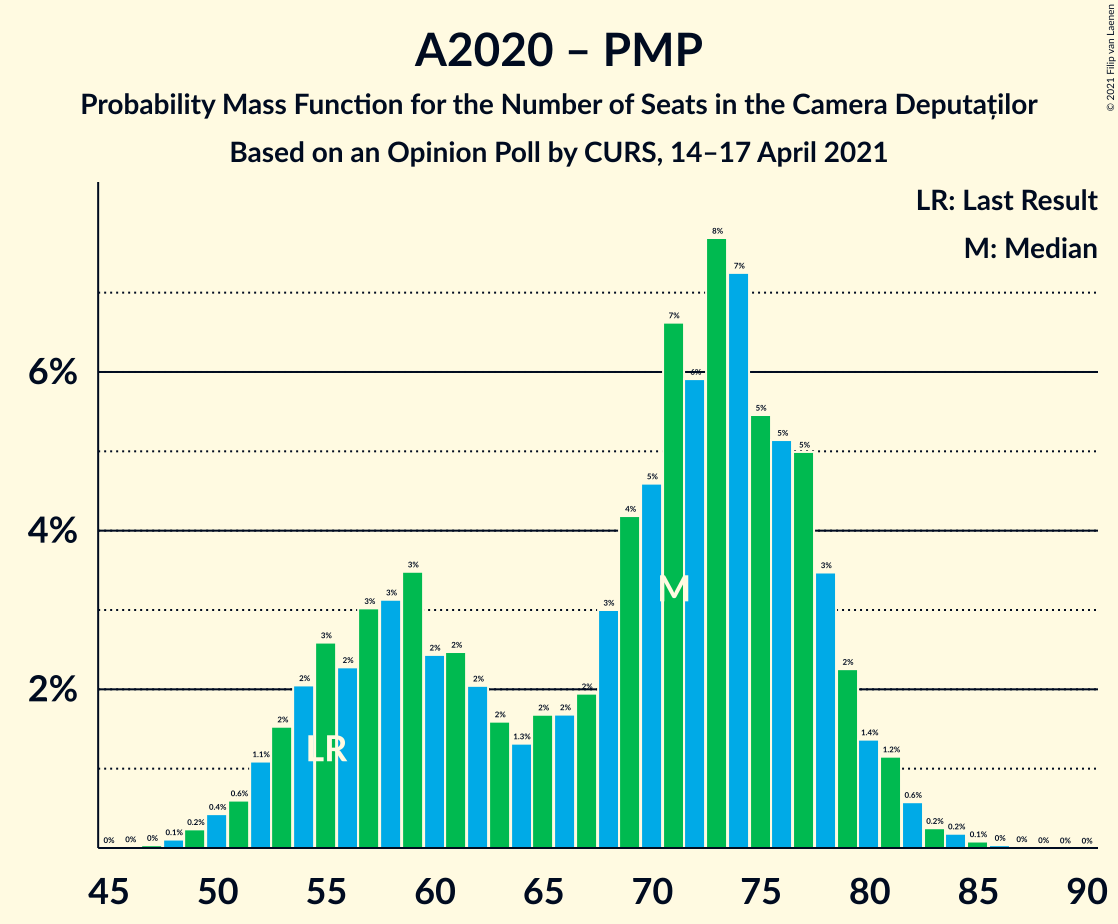 A2020 – PMP
Probability Mass Function for the Number of Seats in the Camera Deputaților
Based on an Opinion Poll by CURS, 14–17 April 2021
© 2021 Filip van Laenen
LR: Last Result
M: Median
6%
4%
2%
0% 0% 0% 0.1% 0.2% 0.4% 0.6% 1.1% 2% 2% 3% 2% 3% 3% 3% 2% 2% 2% 2% 1.3% 2% 2% 2% 3% 4% 5% 7% 6% 8% 7% 5% 5% 5% 3% 2% 1.4% 1.2% 0.6% 0.2% 0.2% 0.1% 0% 0% 0% 0% 0%
LR
M
45 50 55 60 65 70 75 80 85 90